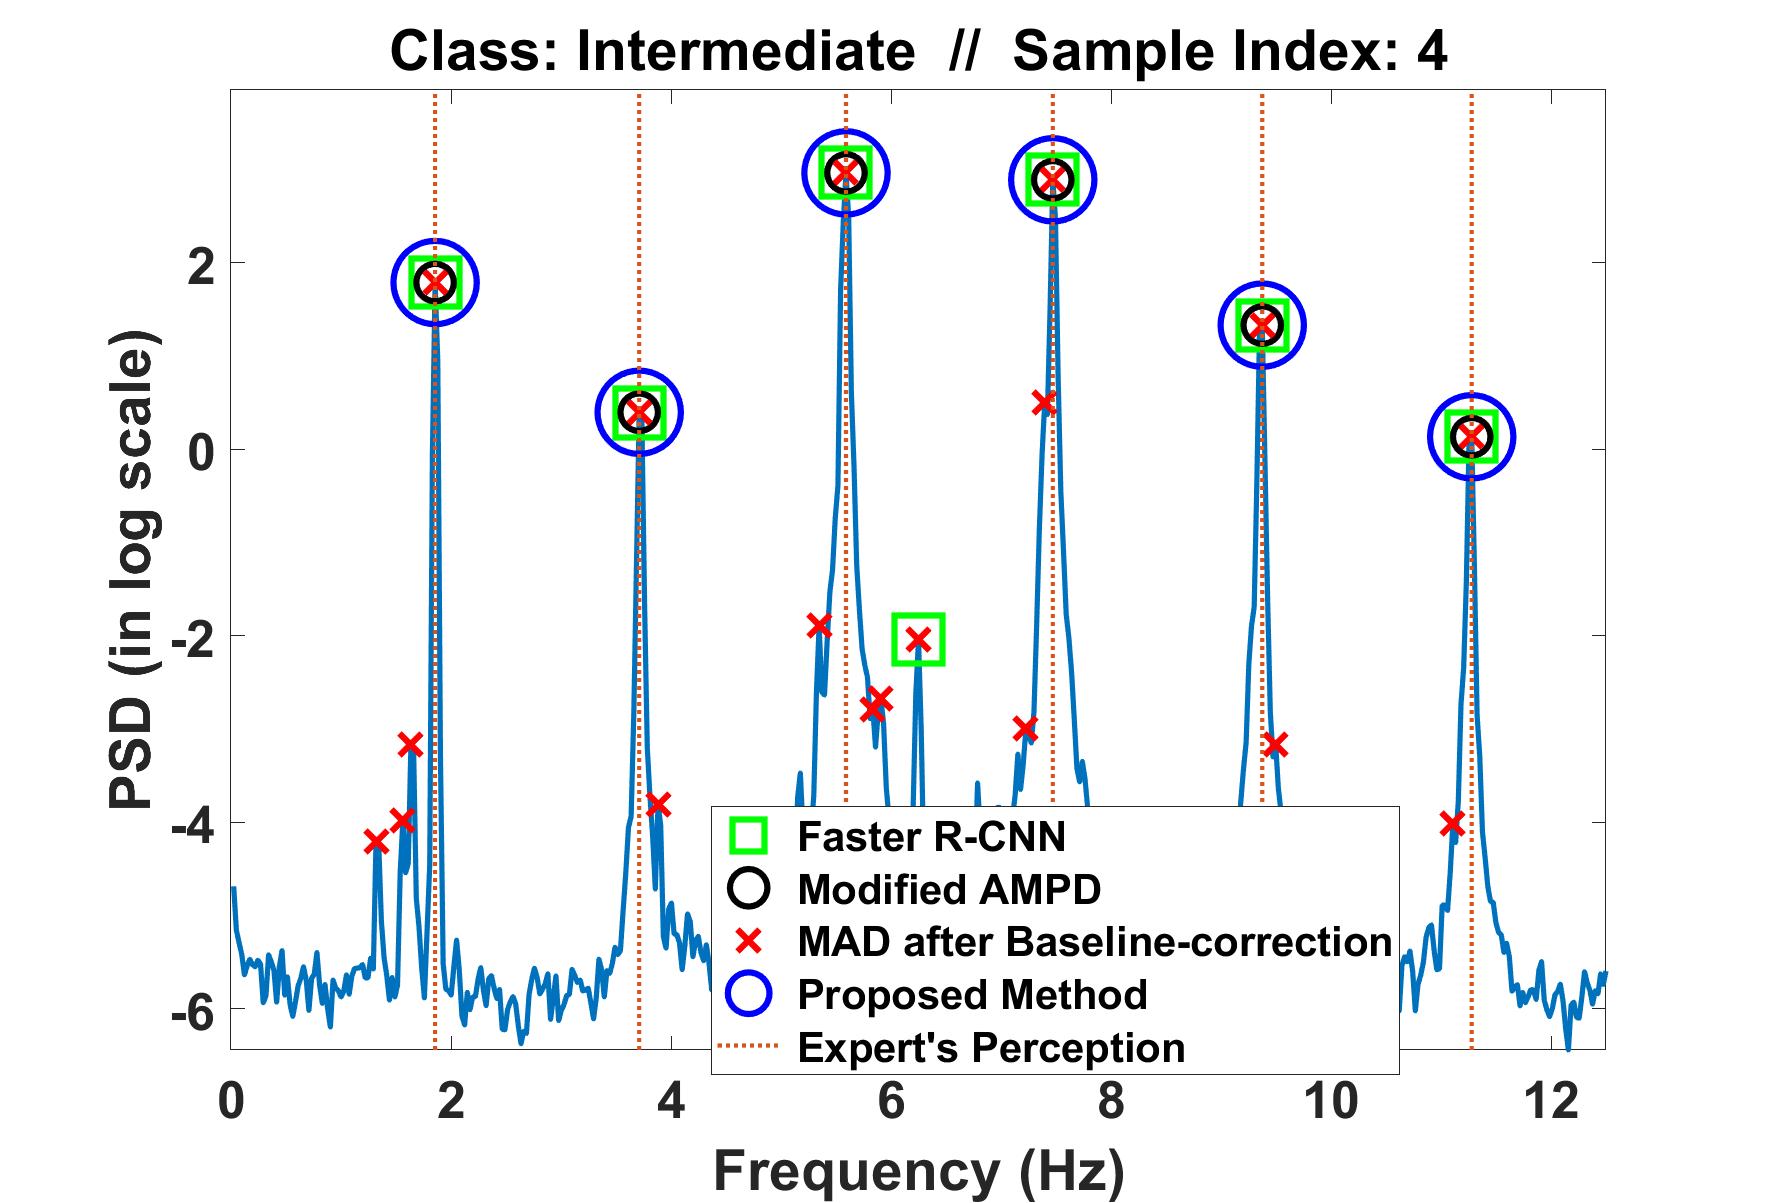 Class: Intermediate // Sample Index: 4
PSD (in log scale)
2
0
-2
-4
-6
Faster R-CNN
Modified AMPD
MAD after Baseline-correction
Proposed Method
Expert's Perception
0 2 4 6 8 10 12
Frequency (Hz)